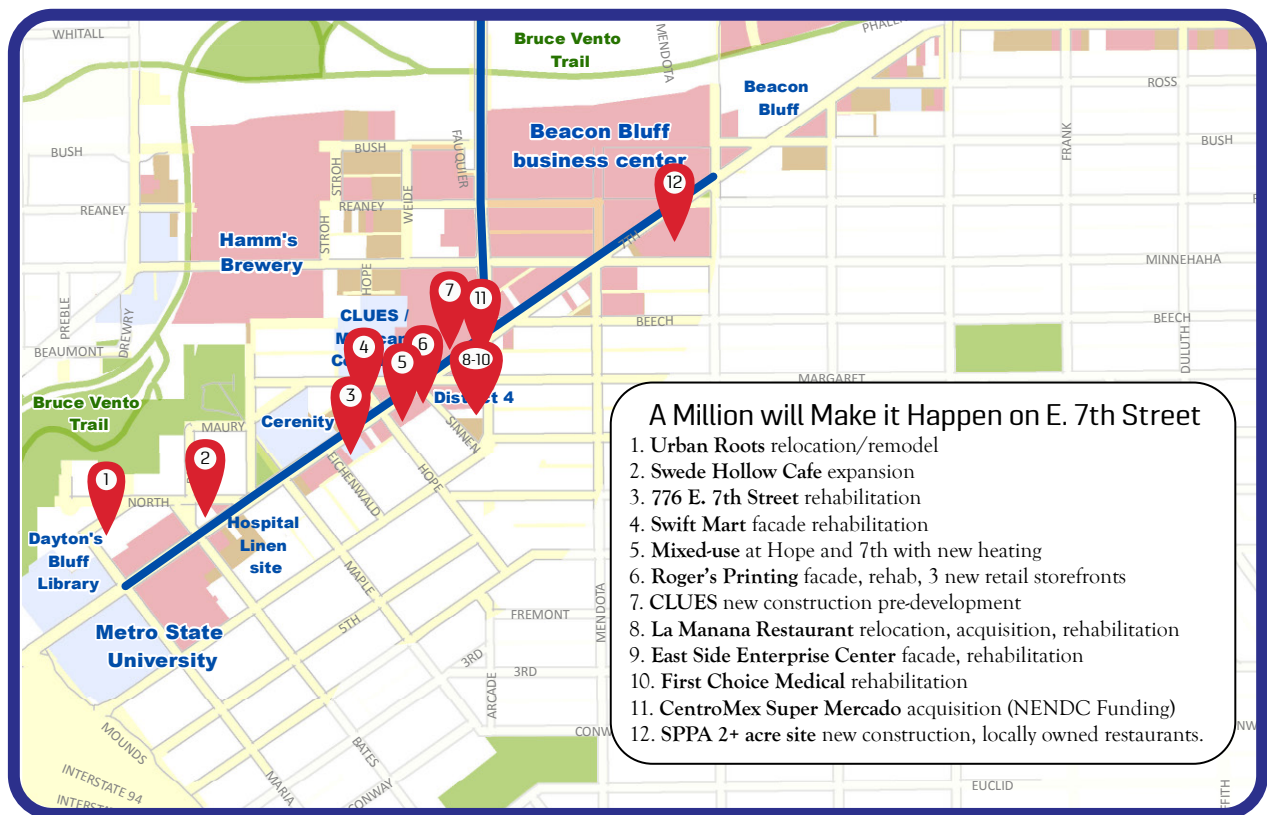 WHITALL
Bruce Vento
Trail
MENDOTA
Beacon
Bluff
ROSS
FRANK
BUSH
BUSH
BUSH
STROH
FAUQUIER
Beacon Bluff
business center
12
REANEY
REANEY
WEIDE
STROH
7TH
Hamm's
Brewery
HOPE
MINNEHAHA
PREBLE
DREWRY
7
11
CLUES /
BEECH
BEECH
DULUTH
BEAUMONT
4
6
5
8-10
MARGARET
3
District 4
Bruce Vento
Trail
Cerenity
MAURY
SINNEN
2
EICHENWALD
HOPE
1
NORTH
Dayton's
Bluff
Library
Hospital
Linen
site
MAPLE
5TH
Metro State
University
FREMONT
MENDOTA
3RD
3RD
ARCADE
MOUNDS
BATES
MARIA
CONWAY
INTERSTATE 94
EUCLID
A Million will Make it Happen on E. 7th Street
1. Urban Roots relocation/remodel
2. Swede Hollow Cafe expansion
3. 776 E. 7th Street rehabilitation
4. Swift Mart facade rehabilitation
5. Mixed-use at Hope and 7th with new heating
6. Roger's Printing facade, rehab, 3 new retail storefronts
7. CLUES new construction pre-development
8. La Manana Restaurant relocation, acquisition, rehabilitation
9. East Side Enterprise Center facade, rehabilitation
10. First Choice Medical rehabilitation
11. CentroMex Super Mercado acquisition (NENDC Funding)
12. SPPA 2+ acre site new construction, locally owned restaurants.